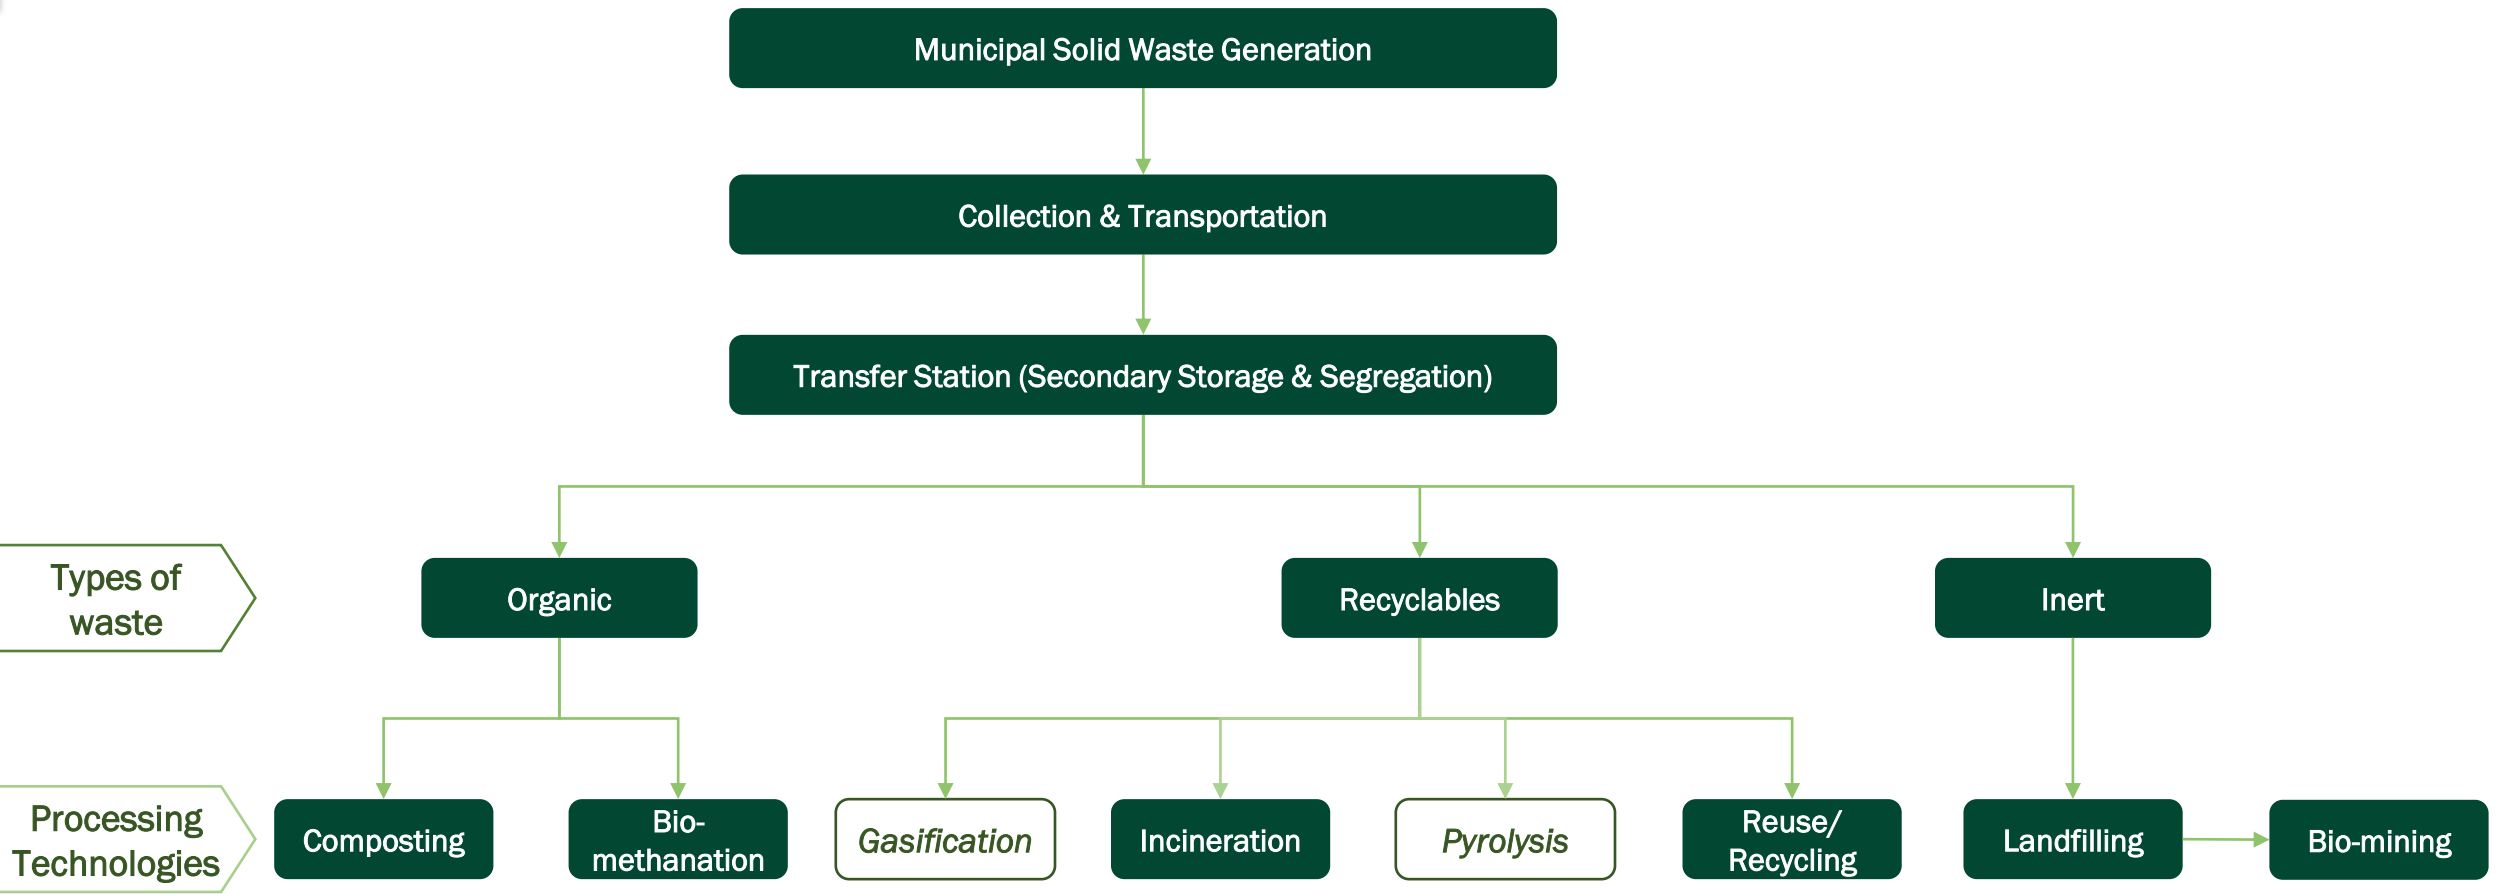 Municipal Solid Waste Generation
Collection & Transportation
Transfer Station (Secondary Storage & Segregation)
Types of
waste
Organic
Recyclables
Inert
Processing
Technologies
Composting
Bio-
methanation
Gasification
Incineration
Pyrolysis
Reuse/
Recycling
Landfilling
Bio-mining